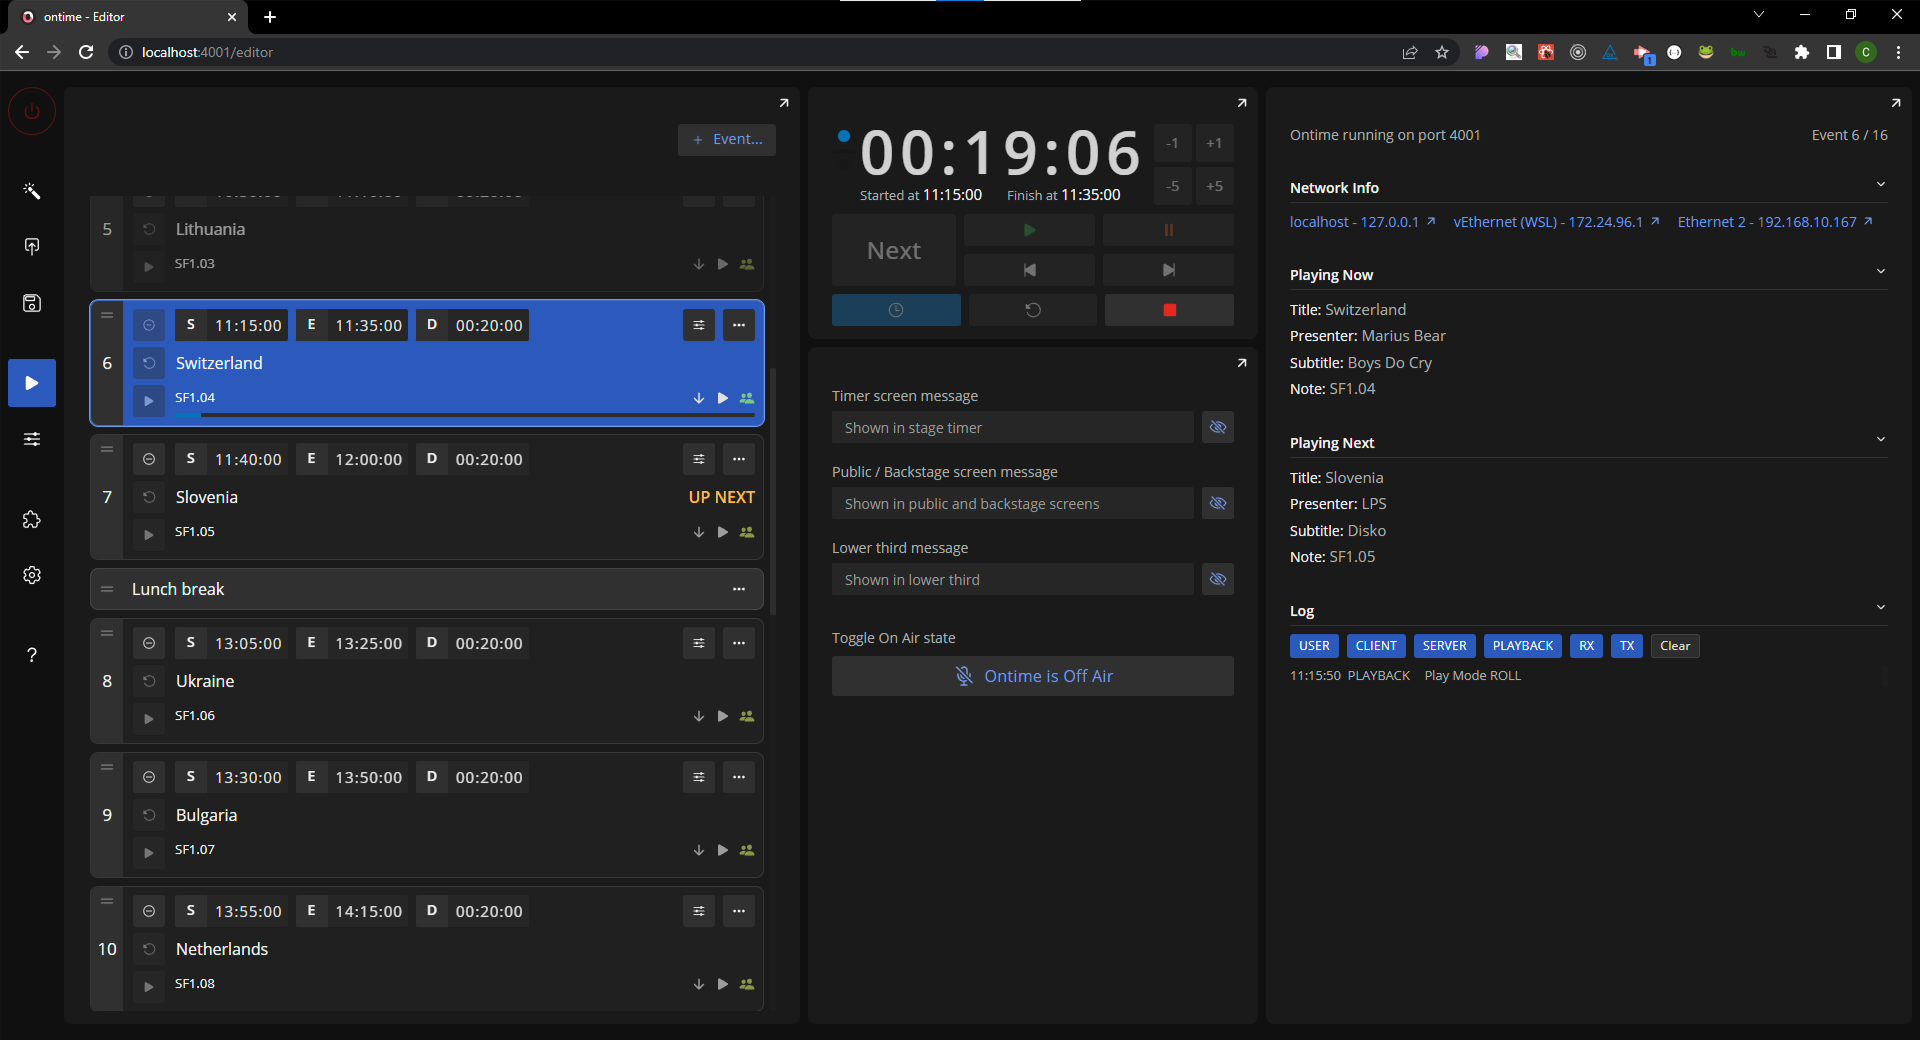 ontime - Editor
localhost:4001/editor
1
C
+ Event...
5
Lithuania
SF1.03
6
S 11:15:00 E 11:35:00 D 00:20:00
Switzerland
SF1.04
7
S 11:40:00 E 12:00:00 D 00:20:00
Slovenia
UP NEXT
SF1.05
Lunch break
8
S 13:05:00 E 13:25:00 D 00:20:00
Ukraine
SF1.06
9
S 13:30:00 E 13:50:00 D 00:20:00
Bulgaria
SF1.07
10
S 13:55:00 E 14:15:00 D 00:20:00
Netherlands
SF1.08
?
00:19:06
-1 +1
-5 +5
Started at 11:15:00 Finish at 11:35:00
Next
Timer screen message
Shown in stage timer
Public / Backstage screen message
Shown in public and backstage screens
Lower third message
Shown in lower third
Toggle On Air state
Ontime is Off Air
Ontime running on port 4001
Event 6 / 16
Network Info
localhost - 127.0.0.1 vEthernet (WSL) - 172.24.96.1 Ethernet 2 - 192.168.10.167
Playing Now
Title: Switzerland
Presenter: Marius Bear
Subtitle: Boys Do Cry
Note: SF1.04
Playing Next
Title: Slovenia
Presenter: LPS
Subtitle: Disko
Note: SF1.05
Log
USER CLIENT SERVER PLAYBACK RX TX Clear
11:15:50 PLAYBACK Play Mode ROLL